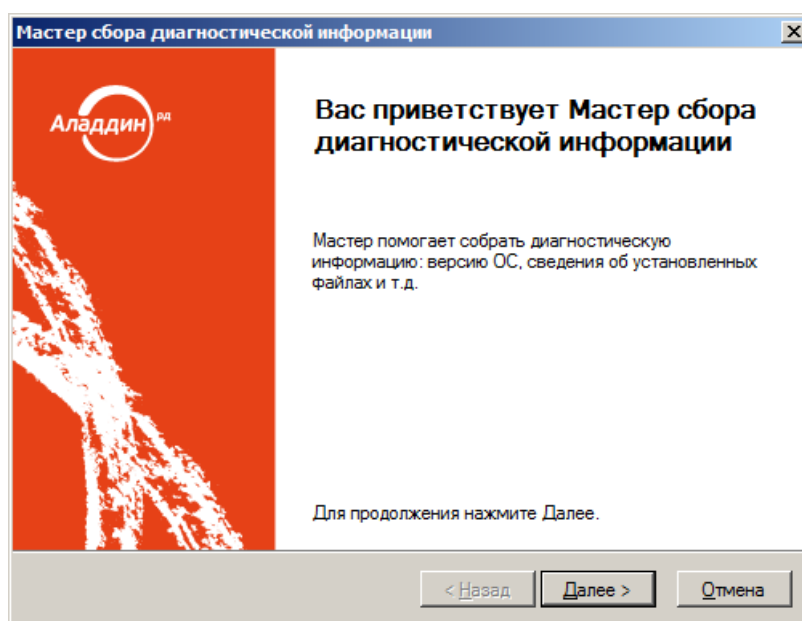 Мастер сбора диагностической информации
Аладдин РД
Вас приветствует Мастер сбора
диагностической информации
Мастер помогает собрать диагностическую
информацию: версию ОС, сведения об установленных
файлах и т.д.
Для продолжения нажмите Далее.
< Назад
Далее >
Отмена